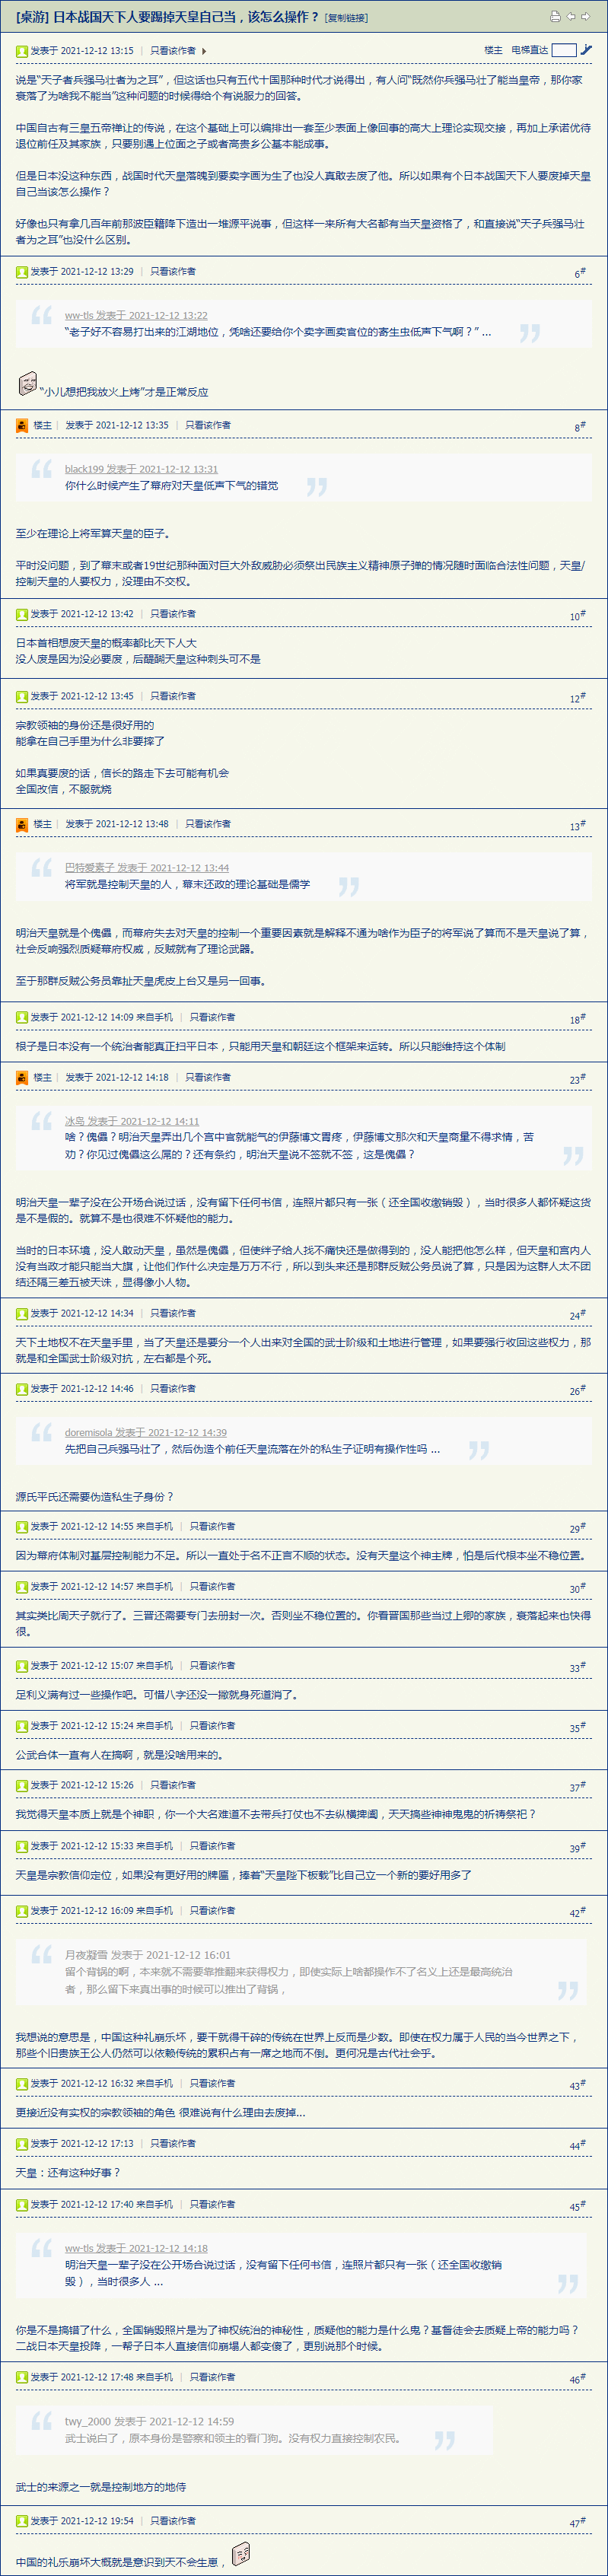 [桌游] 日本战国天下人要踢掉天皇自己当，该怎么操作？ [复制链接]
发表于 2021-12-12 13:15 | 只看该作者
楼主 电梯直达
说是“天子者兵强马壮者为之耳”，但这话也只有五代十国那种时代才说得出，有人问“既然你兵强马壮了能当皇帝，那你家
衰落了为啥我不能当”这种问题的时候得给个有说服力的回答。
中国自古有三皇五帝禅让的传说，在这个基础上可以编排出一套至少表面上像回事的高大上理论实现交接，再加上承诺优待
退位前任及其家族，只要别遇上位面之子或者高贵乡公基本能成事。
但是日本没这种东西，战国时代天皇落魄到要卖字画为生了也没人真敢去废了他。所以如果有个日本战国天下人要废掉天皇
自己当该怎么操作？
好像也只有拿几百年前那波臣籍降下造出一堆源平说事，但这样一来所有大名都有当天皇资格了，和直接说“天子兵强马壮
者为之耳”也没什么区别。
发表于 2021-12-12 13:29 | 只看该作者
6#
ww-tls 发表于 2021-12-12 13:22
“老子好不容易打出来的江湖地位，凭啥还要给你个卖字画卖官位的寄生虫低声下气啊？” ...
“小儿想把我放火上烤”才是正常反应
楼主 | 发表于 2021-12-12 13:35 | 只看该作者
8#
black199 发表于 2021-12-12 13:31
你什么时候产生了幕府对天皇低声下气的错觉
至少在理论上将军算天皇的臣子。
平时没问题，到了幕末或者19世纪那种面对巨大外敌威胁必须祭出民族主义精神原子弹的情况随时面临合法性问题，天皇/
控制天皇的人要权力，没理由不交权。
发表于 2021-12-12 13:42 | 只看该作者
10#
日本首相想废天皇的概率都比天下人大
没人废是因为没必要废，后醍醐天皇这种刺头可不是
发表于 2021-12-12 13:45 | 只看该作者
12#
宗教领袖的身份还是很好用的
能拿在自己手里为什么非要摔了
如果真要废的话，信长的路走下去可能有机会
全国改信，不服就烧
楼主 | 发表于 2021-12-12 13:48 | 只看该作者
13#
巴特爱素子 发表于 2021-12-12 13:44
将军就是控制天皇的人，幕末还政的理论基础是儒学
明治天皇就是个傀儡，而幕府失去对天皇的控制一个重要因素就是解释不通为啥作为臣子的将军说了算而不是天皇说了算，
社会反响强烈质疑幕府权威，反贼就有了理论武器。
至于那群反贼公务员靠扯天皇虎皮上台又是另一回事。
发表于 2021-12-12 14:09 来自手机 | 只看该作者
18#
根子是日本没有一个统治者能真正扫平日本，只能用天皇和朝廷这个框架来运转。所以只能维持这个体制
楼主 | 发表于 2021-12-12 14:18 | 只看该作者
23#
冰鸟 发表于 2021-12-12 14:11
啥？傀儡？明治天皇弄出几个宫中官就能气的伊藤博文胃疼，伊藤博文那次和天皇商量不得求情，苦
劝？你见过傀儡这么屌的？还有条约，明治天皇说不签就不签，这是傀儡？
明治天皇一辈子没在公开场合说过话，没有留下任何书信，连照片都只有一张（还全国收缴销毁），当时很多人都怀疑这货
是不是假的。就算不是也很难不怀疑他的能力。
当时的日本环境，没人敢动天皇，虽然是傀儡，但使绊子给人找不痛快还是做得到的，没人能把他怎么样，但天皇和宫内人
没有当政才能只能当大旗，让他们作什么决定是万万不行，所以到头来还是那群反贼公务员说了算，只是因为这群人太不团
结还隔三差五被天诛，显得像小人物。
发表于 2021-12-12 14:34 | 只看该作者
24#
天下土地权不在天皇手里，当了天皇还是要分一个人出来对全国的武士阶级和土地进行管理，如果要强行收回这些权力，那
就是和全国武士阶级对抗，左右都是个死。
发表于 2021-12-12 14:46 | 只看该作者
26#
doremisola 发表于 2021-12-12 14:39
先把自己兵强马壮了，然后伪造个前任天皇流落在外的私生子证明有操作性吗 ...
源氏平氏还需要伪造私生子身份？
发表于 2021-12-12 14:55 来自手机 | 只看该作者
29#
因为幕府体制对基层控制能力不足。所以一直处于名不正言不顺的状态。没有天皇这个神主牌，怕是后代根本坐不稳位置。
发表于 2021-12-12 14:57 来自手机 | 只看该作者
30#
其实类比周天子就行了。三晋还需要专门去册封一次。否则坐不稳位置的。你看晋国那些当过上卿的家族，衰落起来也快得
很。
发表于 2021-12-12 15:07 来自手机 | 只看该作者
33#
足利义满有过一些操作吧。可惜八字还没一撇就身死道消了。
发表于 2021-12-12 15:24 来自手机 | 只看该作者
35#
公武合体一直有人在搞啊，就是没啥用来的。
发表于 2021-12-12 15:26 | 只看该作者
37#
我觉得天皇本质上就是个神职，你一个大名难道不去带兵打仗也不去纵横捭阖，天天搞些神神鬼鬼的祈祷祭祀？
发表于 2021-12-12 15:33 来自手机 | 只看该作者
39#
天皇是宗教信仰定位，如果没有更好用的牌匾，捧着“天皇陛下板载”比自己立一个新的要好用多了
发表于 2021-12-12 16:09 来自手机 | 只看该作者
42#
月夜凝雪 发表于 2021-12-12 16:01
留个背锅的啊，本来就不需要靠推翻来获得权力，即使实际上啥都操作不了名义上还是最高统治
者，那么留下来真出事的时候可以推出了背锅，
我想说的意思是，中国这种礼崩乐坏，要干就得干碎的传统在世界上反而是少数。即使在权力属于人民的当今世界之下，
那些个旧贵族王公人仍然可以依赖传统的累积占有一席之地而不倒。更何况是古代社会乎。
发表于 2021-12-12 16:32 来自手机 | 只看该作者
43#
更接近没有实权的宗教领袖的角色 很难说有什么理由去废掉...
发表于 2021-12-12 17:13 | 只看该作者
44#
天皇：还有这种好事？
发表于 2021-12-12 17:40 来自手机 | 只看该作者
45#
ww-tls 发表于 2021-12-12 14:18
明治天皇一辈子没在公开场合说过话，没有留下任何书信，连照片都只有一张（还全国收缴销
毁），当时很多人 ...
你是不是搞错了什么，全国销毁照片是为了神权统治的神秘性，质疑他的能力是什么鬼？基督徒会去质疑上帝的能力吗？
二战日本天皇投降，一帮子日本人直接信仰崩塌人都变傻了，更别说那个时候。
发表于 2021-12-12 17:48 来自手机 | 只看该作者
46#
twy_2000 发表于 2021-12-12 14:59
武士说白了，原本身份是警察和领主的看门狗。没有权力直接控制农民。
武士的来源之一就是控制地方的地侍
发表于 2021-12-12 19:54 | 只看该作者
47#
中国的礼乐崩坏大概就是意识到天不会生崽，